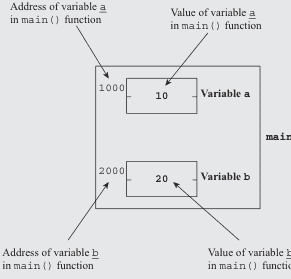 Address of variable a
in main() function
Value of variable a
in main() function
1000
10
Variable a
main
2000
20
Variable b
Address of variable b
in main() function
Value of variable b
in main() functio